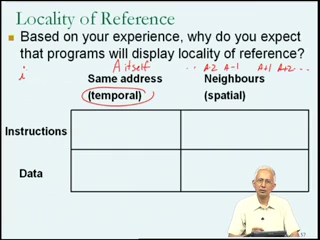 Locality of Reference
Based on your experience, why do you expect
that programs will display locality of reference?
i A itself .. A-2 A-1 A+1 A+2 ...
Same address Neighbours
(temporal) (spatial)
Instructions
Data
17